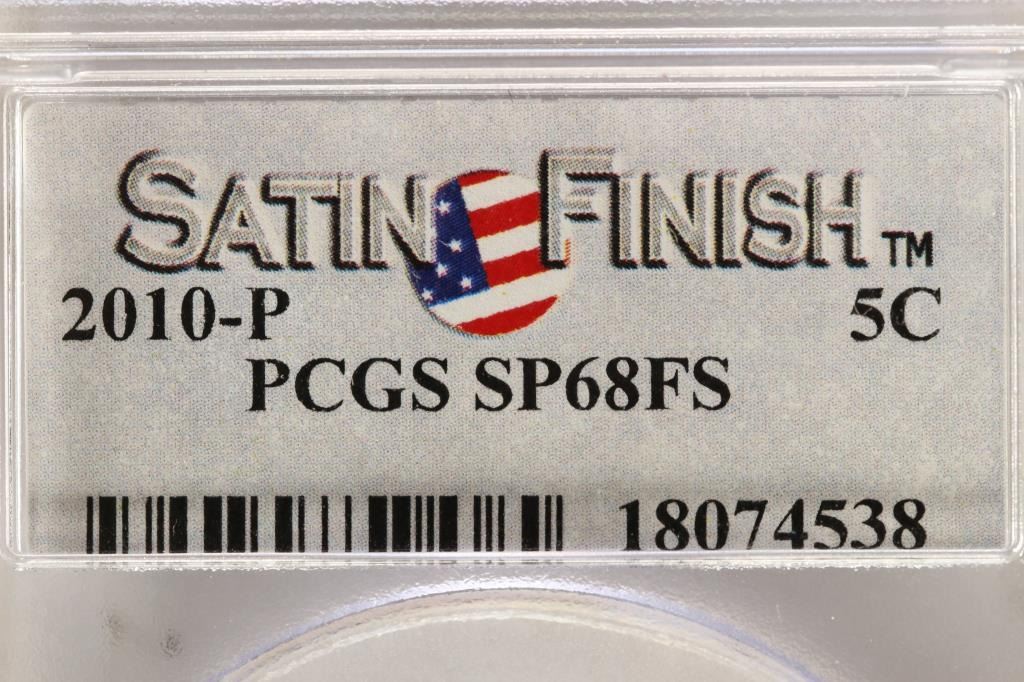 SATIN FINISH™
2010-P 5C
PCGS SP68FS
18074538